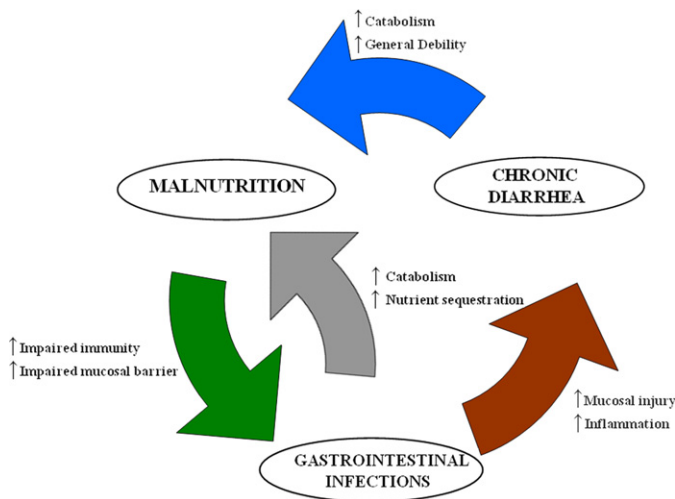 ↑ Catabolism
↑ General Debility
MALNUTRITION
CHRONIC
DIARRHEA
↑ Catabolism
↑ Nutrient sequestration
↑ Impaired immunity
↑ Impaired mucosal barrier
↑ Mucosal injury
↑ Inflammation
GASTROINTESTINAL
INFECTIONS